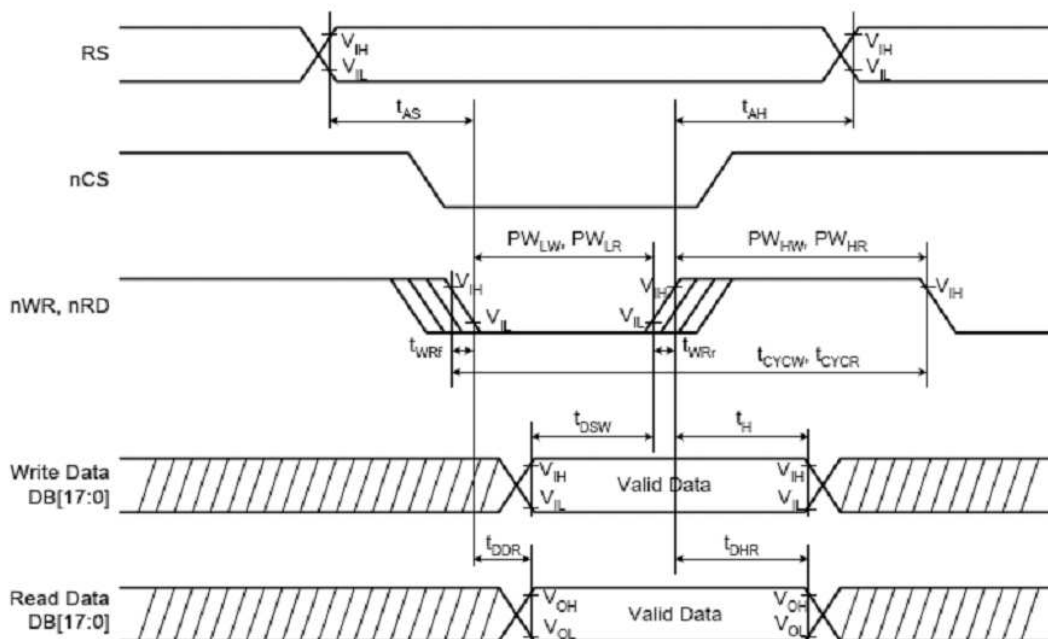 RS
V_IH
V_IL
V_IH
V_IL
t_AS
t_AH
nCS
PW_LW, PW_LR
PW_HW, PW_HR
nWR, nRD
V_IH
V_IL
V_IH
V_IL
V_IH
t_WRf
t_WRr
t_CYCW, t_CYCR
t_DSW
t_H
Write Data
DB[17:0]
V_IH
V_IL
Valid Data
V_IH
V_IL
t_DDR
t_DHR
Read Data
DB[17:0]
V_OH
V_OL
Valid Data
V_OH
V_OL